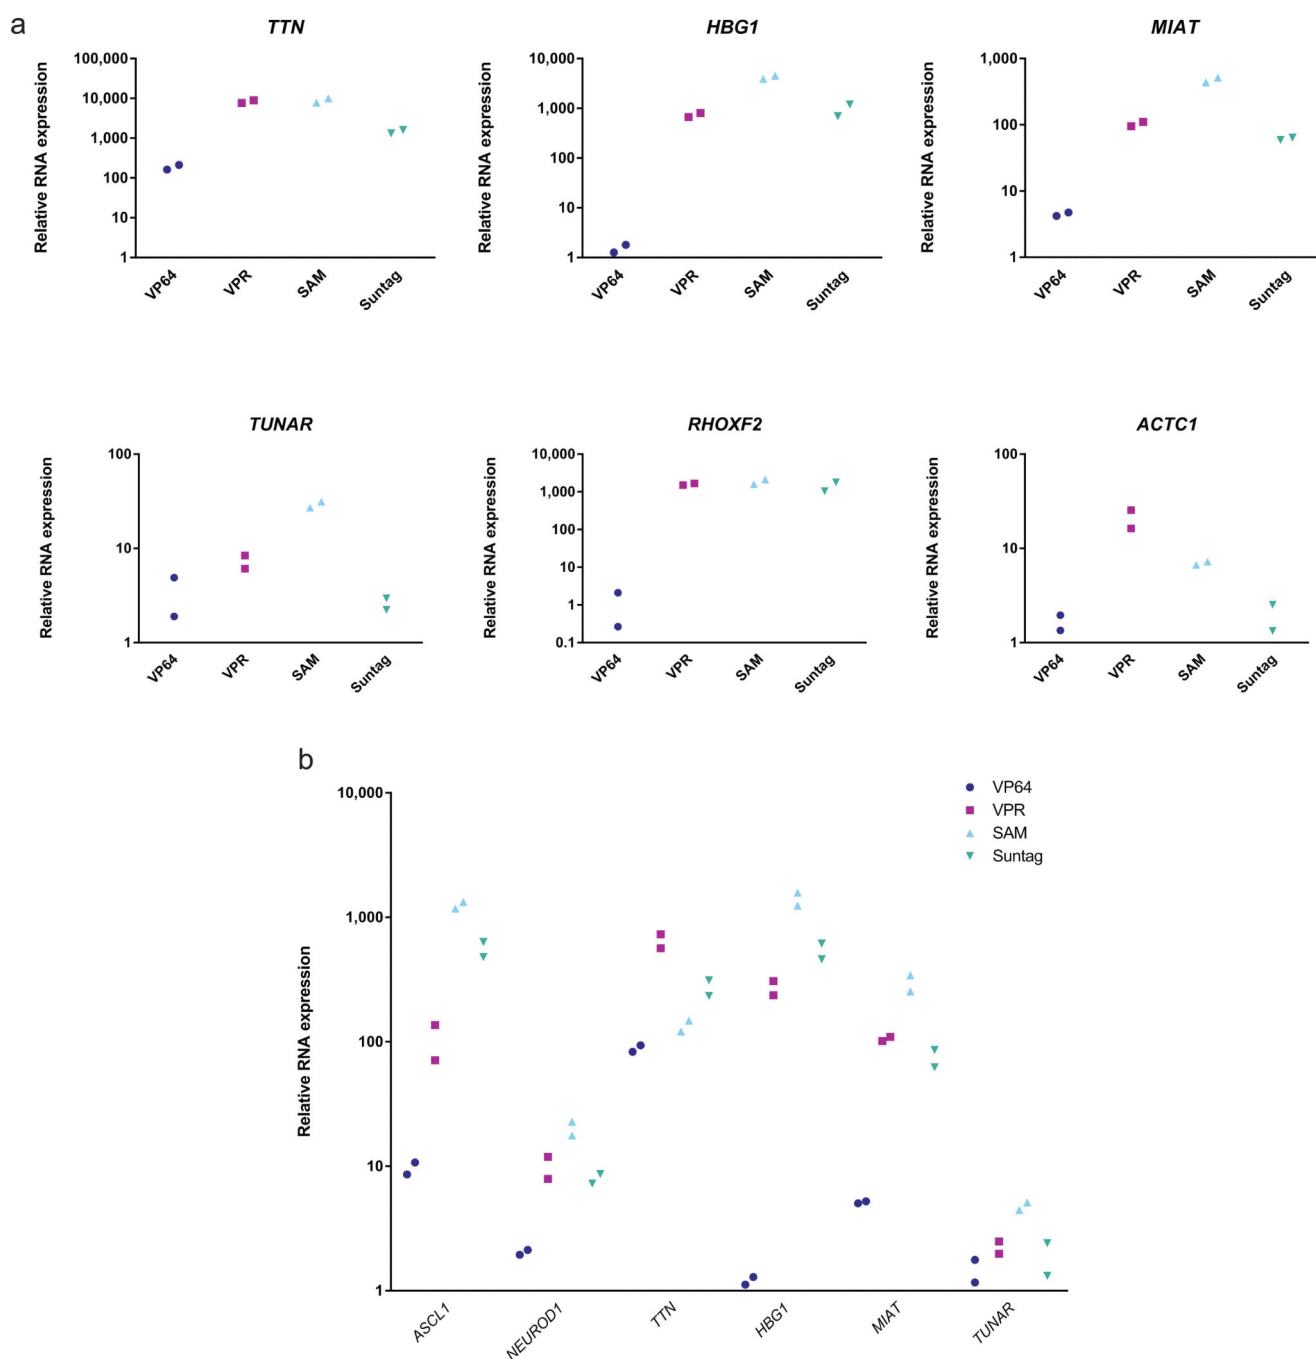 a
TTN
HBG1
MIAT
Relative RNA expression
100,000
10,000
1,000
100
10
1
VP64
VPR
SAM
Suntag
Relative RNA expression
10,000
1,000
100
10
1
VP64
VPR
SAM
Suntag
Relative RNA expression
1,000
100
10
1
VP64
VPR
SAM
Suntag
TUNAR
RHOXF2
ACTC1
Relative RNA expression
100
10
1
VP64
VPR
SAM
Suntag
Relative RNA expression
10,000
1,000
100
10
1
0.1
VP64
VPR
SAM
Suntag
Relative RNA expression
100
10
1
VP64
VPR
SAM
Suntag
b
Relative RNA expression
10,000
1,000
100
10
1
ASCL1
NEUROD1
TTN
HBG1
MIAT
TUNAR
VP64
VPR
SAM
Suntag